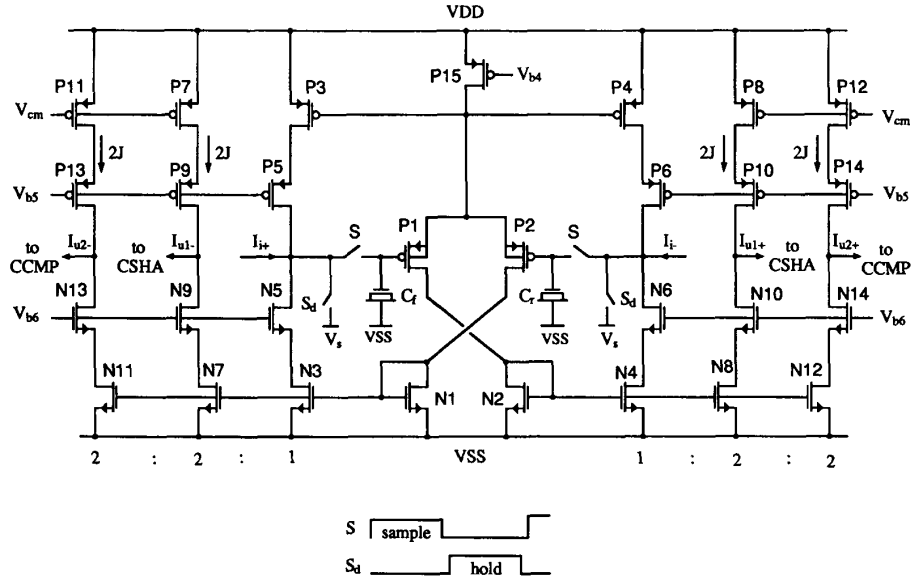 VDD
P11 P7 P3 P15 V_b4 P4 P8 P12
V_cm V_cm
2J 2J 2J 2J
P13 P9 P5 P6 P10 P14
V_b5 V_b5
P1 P2
to CCMP I_u2- to CSHA I_u1- I_i+ S S I_i- I_u1+ to CSHA I_u2+ to CCMP
N13 N9 N5 S_d C_f C_r S_d N6 N10 N14
V_b6 V_s VSS VSS V_s V_b6
N11 N7 N3 N1 N2 N4 N8 N12
2 : 2 : 1 VSS 1 : 2 : 2
S sample
S_d hold